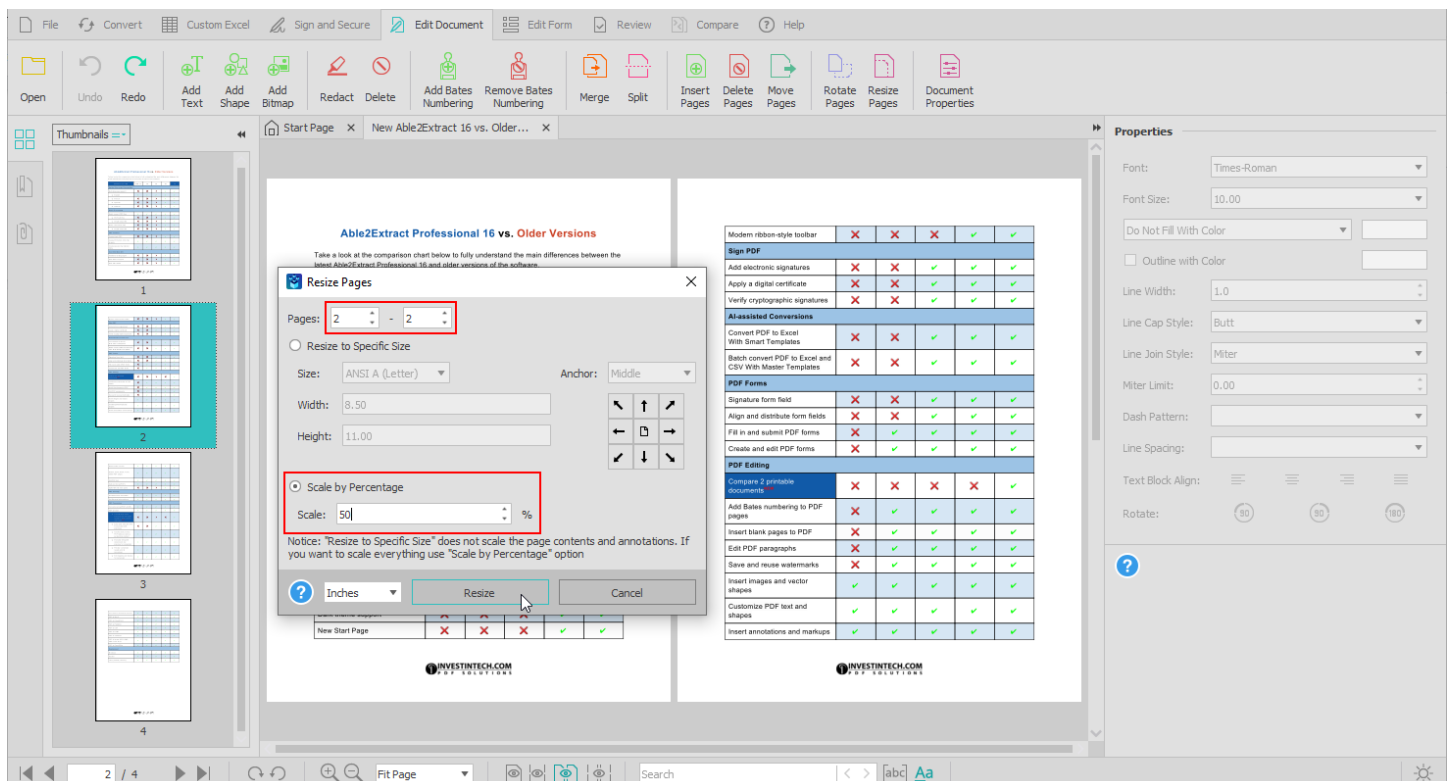 File Convert Custom Excel Sign and Secure Edit Document Edit Form Review Compare Help
Open Undo Redo Add Text Add Shape Add Bitmap Redact Delete Add Bates Numbering Remove Bates Numbering Merge Split Insert Pages Delete Pages Move Pages Rotate Pages Resize Pages Document Properties
Thumbnails
1
2
3
4
Start Page X New Able2Extract 16 vs. Older... X
Able2Extract Professional 16 vs. Older Versions
Take a look at the comparison chart below to fully understand the main differences between the
latest Able2Extract Professional 16 and older versions of the software.
Resize Pages
Pages: 2 - 2
Resize to Specific Size
Size: ANSI A (Letter) Anchor: Middle
Width: 8.50
Height: 11.00
Scale by Percentage
Scale: 50 %
Notice: "Resize to Specific Size" does not scale the page contents and annotations. If
you want to scale everything use "Scale by Percentage" option
Inches Resize Cancel
New Start Page
INVESTINTECH.COM
PDF SOLUTIONS
Modern ribbon-style toolbar
Sign PDF
Add electronic signatures
Apply a digital certificate
Verify cryptographic signatures
AI-assisted Conversions
Convert PDF to Excel
With Smart Templates
Batch convert PDF to Excel and
CSV With Master Templates
PDF Forms
Signature form field
Align and distribute form fields
Fill in and submit PDF forms
Create and edit PDF forms
PDF Editing
Compare 2 printable
documents
Add Bates numbering to PDF
pages
Insert blank pages to PDF
Edit PDF paragraphs
Save and reuse watermarks
Insert images and vector
shapes
Customize PDF text and
shapes
Insert annotations and markups
INVESTINTECH.COM
PDF SOLUTIONS
Properties
Font: Times-Roman
Font Size: 10.00
Do Not Fill With Color
Outline with Color
Line Width: 1.0
Line Cap Style: Butt
Line Join Style: Miter
Miter Limit: 0.00
Dash Pattern:
Line Spacing:
Text Block Align:
Rotate: 90 90 180
2 / 4 Fit Page Search abc Aa